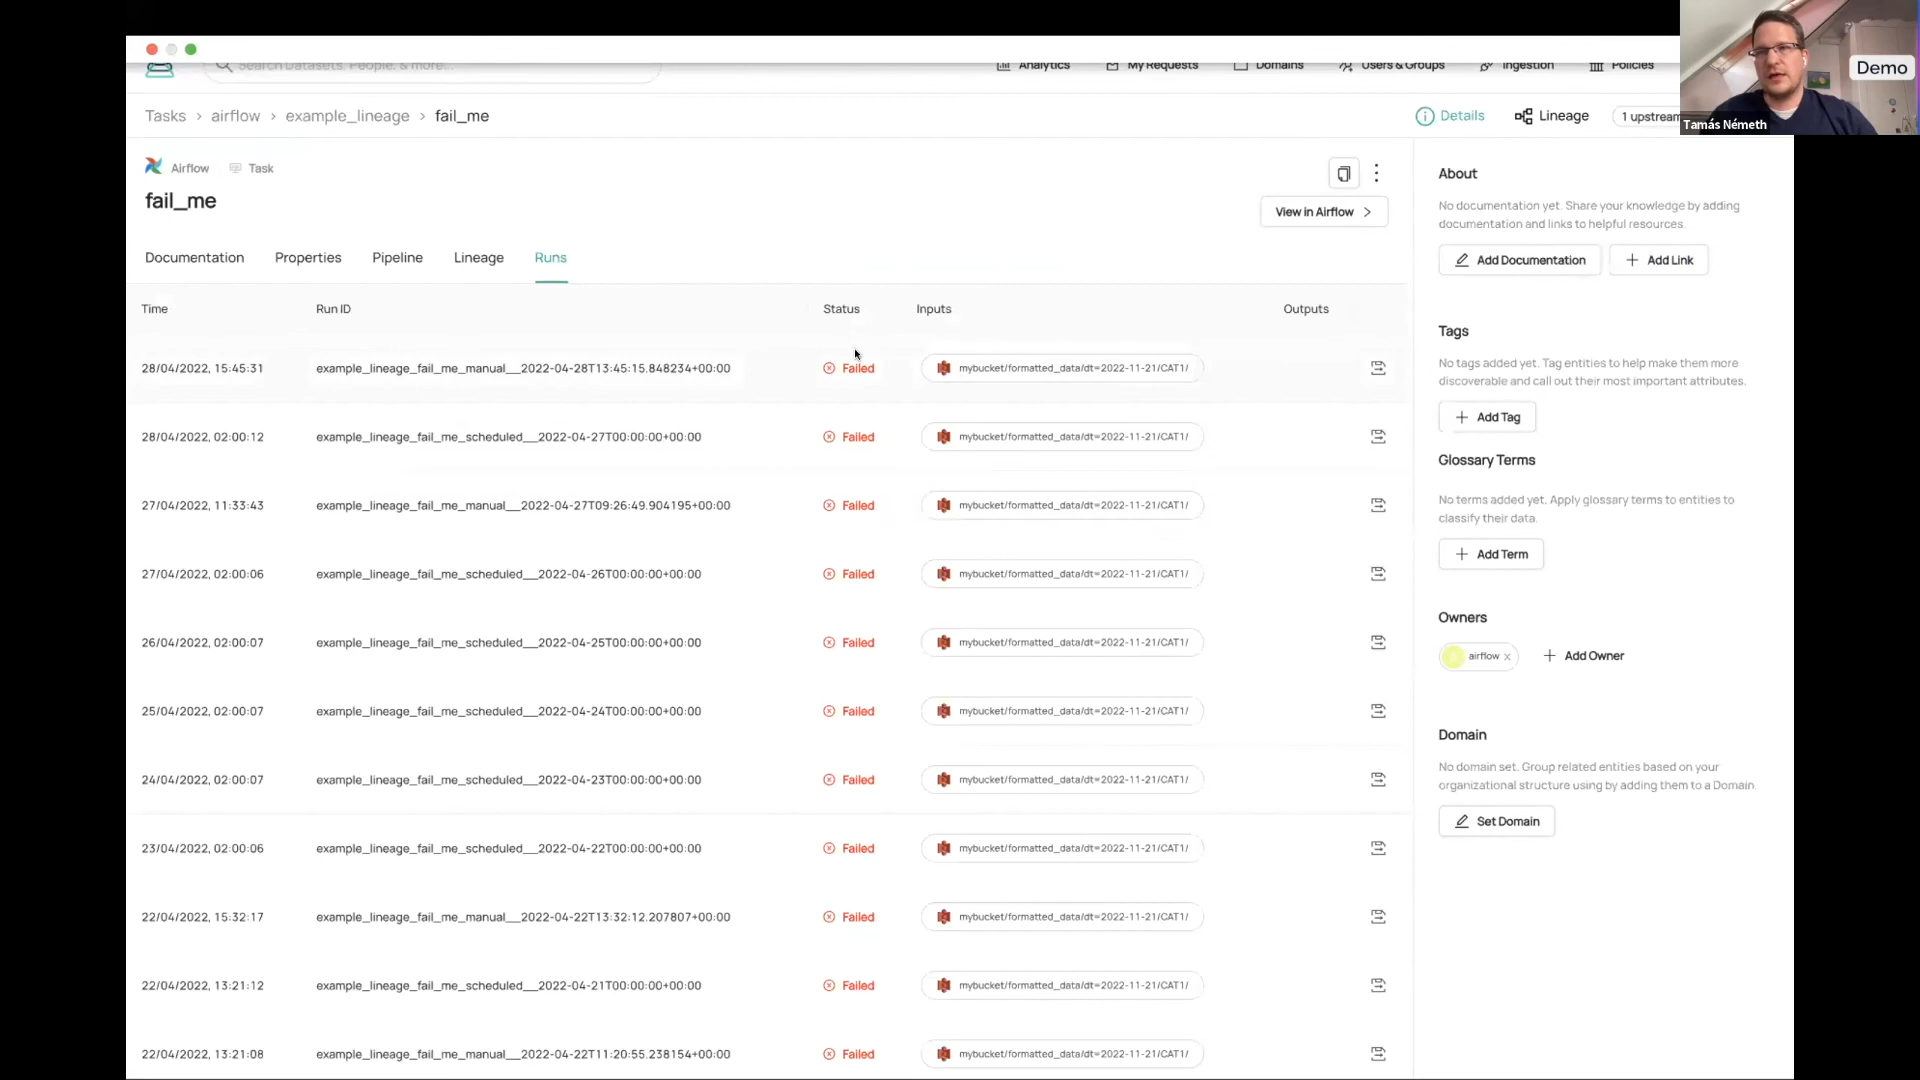 Search Datasets, People, & more...
Analytics
My Requests
Domains
Users & Groups
Ingestion
Policies
Demo
Tamás Németh
Tasks > airflow > example_lineage > fail_me
Details
Lineage
1 upstream
Airflow
Task
fail_me
View in Airflow >
Documentation
Properties
Pipeline
Lineage
Runs
Time Run ID Status Inputs Outputs
28/04/2022, 15:45:31 example_lineage_fail_me_manual__2022-04-28T13:45:15.848234+00:00 Failed mybucket/formatted_data/dt=2022-11-21/CAT1/
28/04/2022, 02:00:12 example_lineage_fail_me_scheduled__2022-04-27T00:00:00+00:00 Failed mybucket/formatted_data/dt=2022-11-21/CAT1/
27/04/2022, 11:33:43 example_lineage_fail_me_manual__2022-04-27T09:26:49.904195+00:00 Failed mybucket/formatted_data/dt=2022-11-21/CAT1/
27/04/2022, 02:00:06 example_lineage_fail_me_scheduled__2022-04-26T00:00:00+00:00 Failed mybucket/formatted_data/dt=2022-11-21/CAT1/
26/04/2022, 02:00:07 example_lineage_fail_me_scheduled__2022-04-25T00:00:00+00:00 Failed mybucket/formatted_data/dt=2022-11-21/CAT1/
25/04/2022, 02:00:07 example_lineage_fail_me_scheduled__2022-04-24T00:00:00+00:00 Failed mybucket/formatted_data/dt=2022-11-21/CAT1/
24/04/2022, 02:00:07 example_lineage_fail_me_scheduled__2022-04-23T00:00:00+00:00 Failed mybucket/formatted_data/dt=2022-11-21/CAT1/
23/04/2022, 02:00:06 example_lineage_fail_me_scheduled__2022-04-22T00:00:00+00:00 Failed mybucket/formatted_data/dt=2022-11-21/CAT1/
22/04/2022, 15:32:17 example_lineage_fail_me_manual__2022-04-22T13:32:12.207807+00:00 Failed mybucket/formatted_data/dt=2022-11-21/CAT1/
22/04/2022, 13:21:12 example_lineage_fail_me_scheduled__2022-04-21T00:00:00+00:00 Failed mybucket/formatted_data/dt=2022-11-21/CAT1/
22/04/2022, 13:21:08 example_lineage_fail_me_manual__2022-04-22T11:20:55.238154+00:00 Failed mybucket/formatted_data/dt=2022-11-21/CAT1/
About
No documentation yet. Share your knowledge by adding
documentation and links to helpful resources.
Add Documentation
+ Add Link
Tags
No tags added yet. Tag entities to help make them more
discoverable and call out their most important attributes.
+ Add Tag
Glossary Terms
No terms added yet. Apply glossary terms to entities to
classify their data.
+ Add Term
Owners
airflow ×
+ Add Owner
Domain
No domain set. Group related entities based on your
organizational structure using by adding them to a Domain.
Set Domain